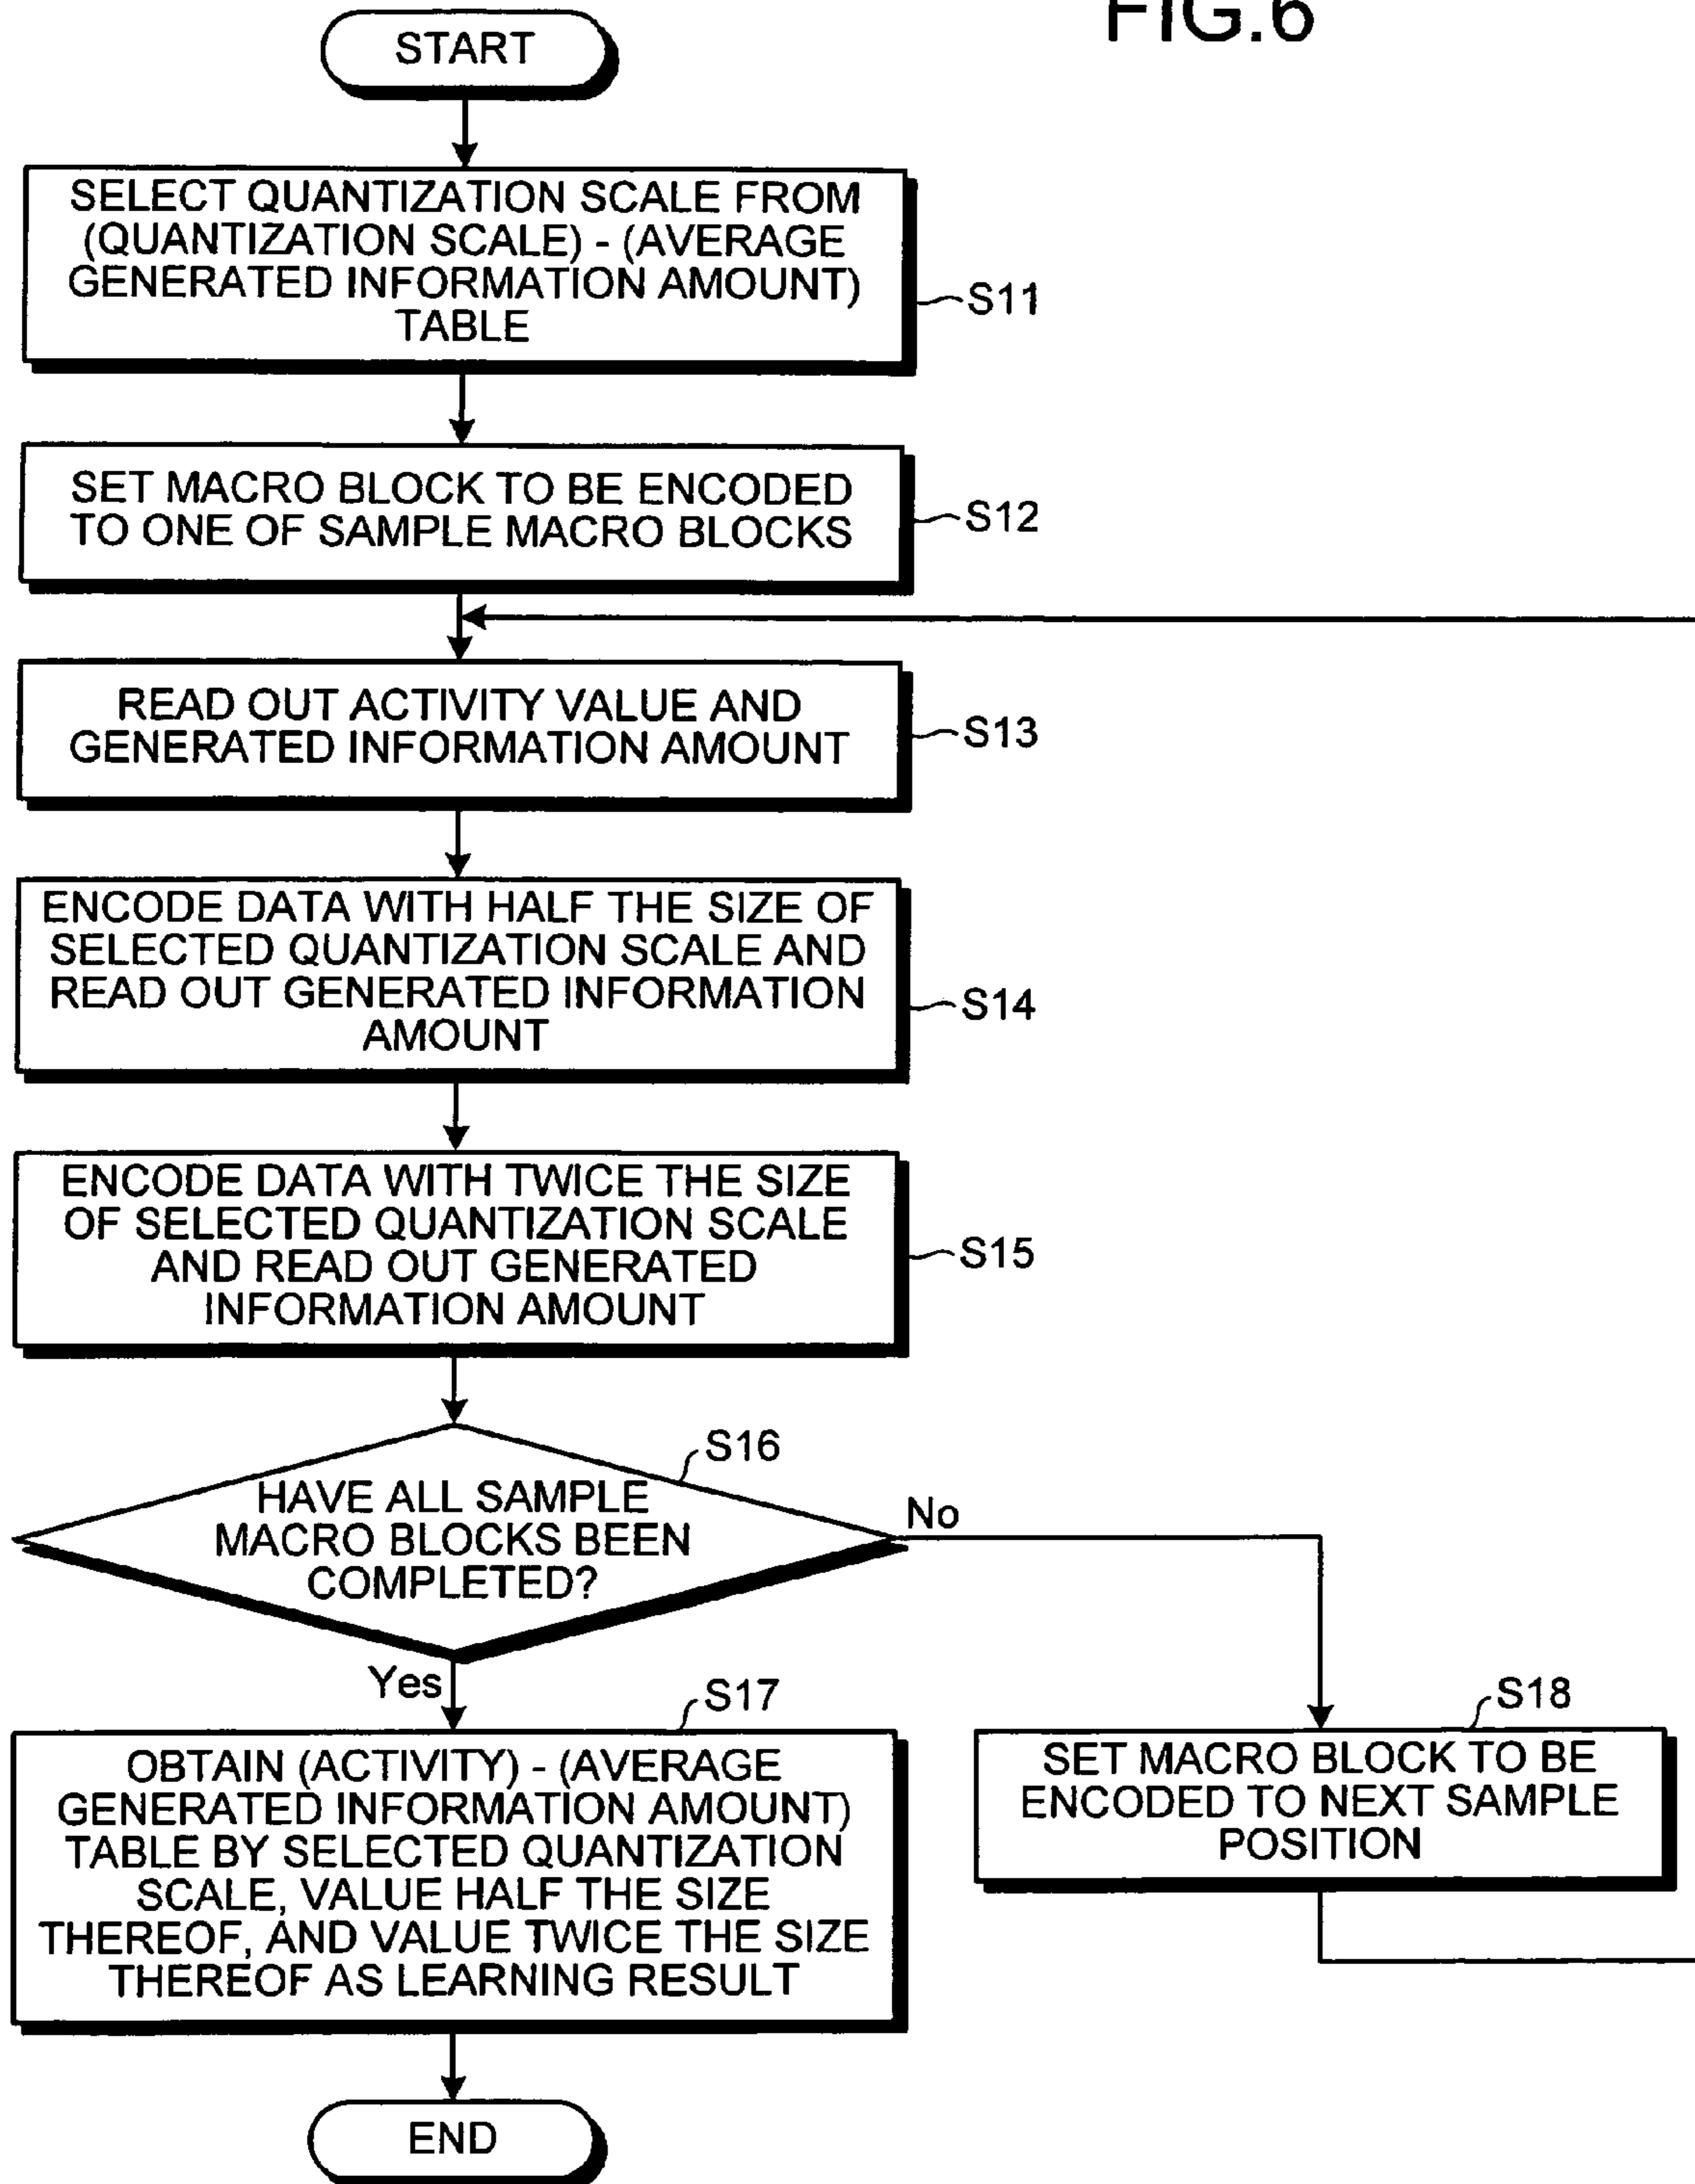 FIG.6
START
SELECT QUANTIZATION SCALE FROM
(QUANTIZATION SCALE) - (AVERAGE
GENERATED INFORMATION AMOUNT)
TABLE
S11
SET MACRO BLOCK TO BE ENCODED
TO ONE OF SAMPLE MACRO BLOCKS
S12
READ OUT ACTIVITY VALUE AND
GENERATED INFORMATION AMOUNT
S13
ENCODE DATA WITH HALF THE SIZE OF
SELECTED QUANTIZATION SCALE AND
READ OUT GENERATED INFORMATION
AMOUNT
S14
ENCODE DATA WITH TWICE THE SIZE
OF SELECTED QUANTIZATION SCALE
AND READ OUT GENERATED
INFORMATION AMOUNT
S15
S16
HAVE ALL SAMPLE
MACRO BLOCKS BEEN
COMPLETED?
No
Yes
S17
OBTAIN (ACTIVITY) - (AVERAGE
GENERATED INFORMATION AMOUNT)
TABLE BY SELECTED QUANTIZATION
SCALE, VALUE HALF THE SIZE
THEREOF, AND VALUE TWICE THE SIZE
THEREOF AS LEARNING RESULT
S18
SET MACRO BLOCK TO BE
ENCODED TO NEXT SAMPLE
POSITION
END